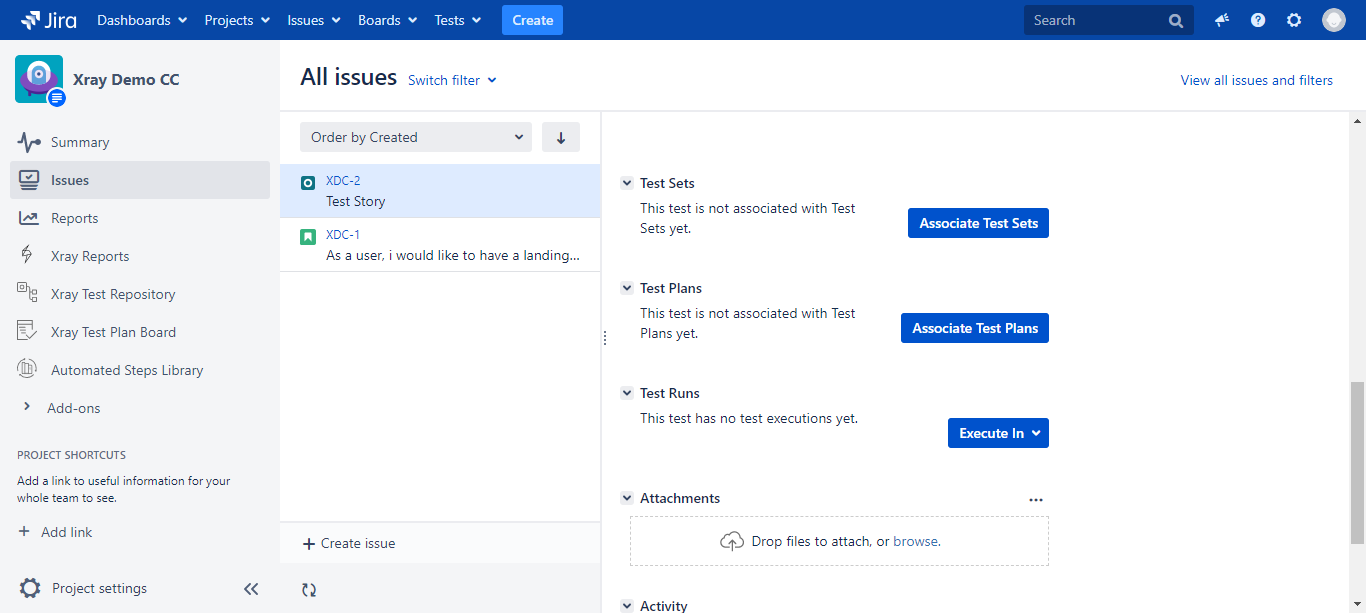 Jira Dashboards Projects Issues Boards Tests Create Search
Xray Demo CC
Summary
Issues
Reports
Xray Reports
Xray Test Repository
Xray Test Plan Board
Automated Steps Library
Add-ons
PROJECT SHORTCUTS
Add a link to useful information for your
whole team to see.
+ Add link
Project settings
All issues Switch filter
View all issues and filters
Order by Created
XDC-2
Test Story
XDC-1
As a user, i would like to have a landing...
+ Create issue
Test Sets
This test is not associated with Test
Sets yet.
Associate Test Sets
Test Plans
This test is not associated with Test
Plans yet.
Associate Test Plans
Test Runs
This test has no test executions yet.
Execute In
Attachments
Drop files to attach, or browse.
Activity